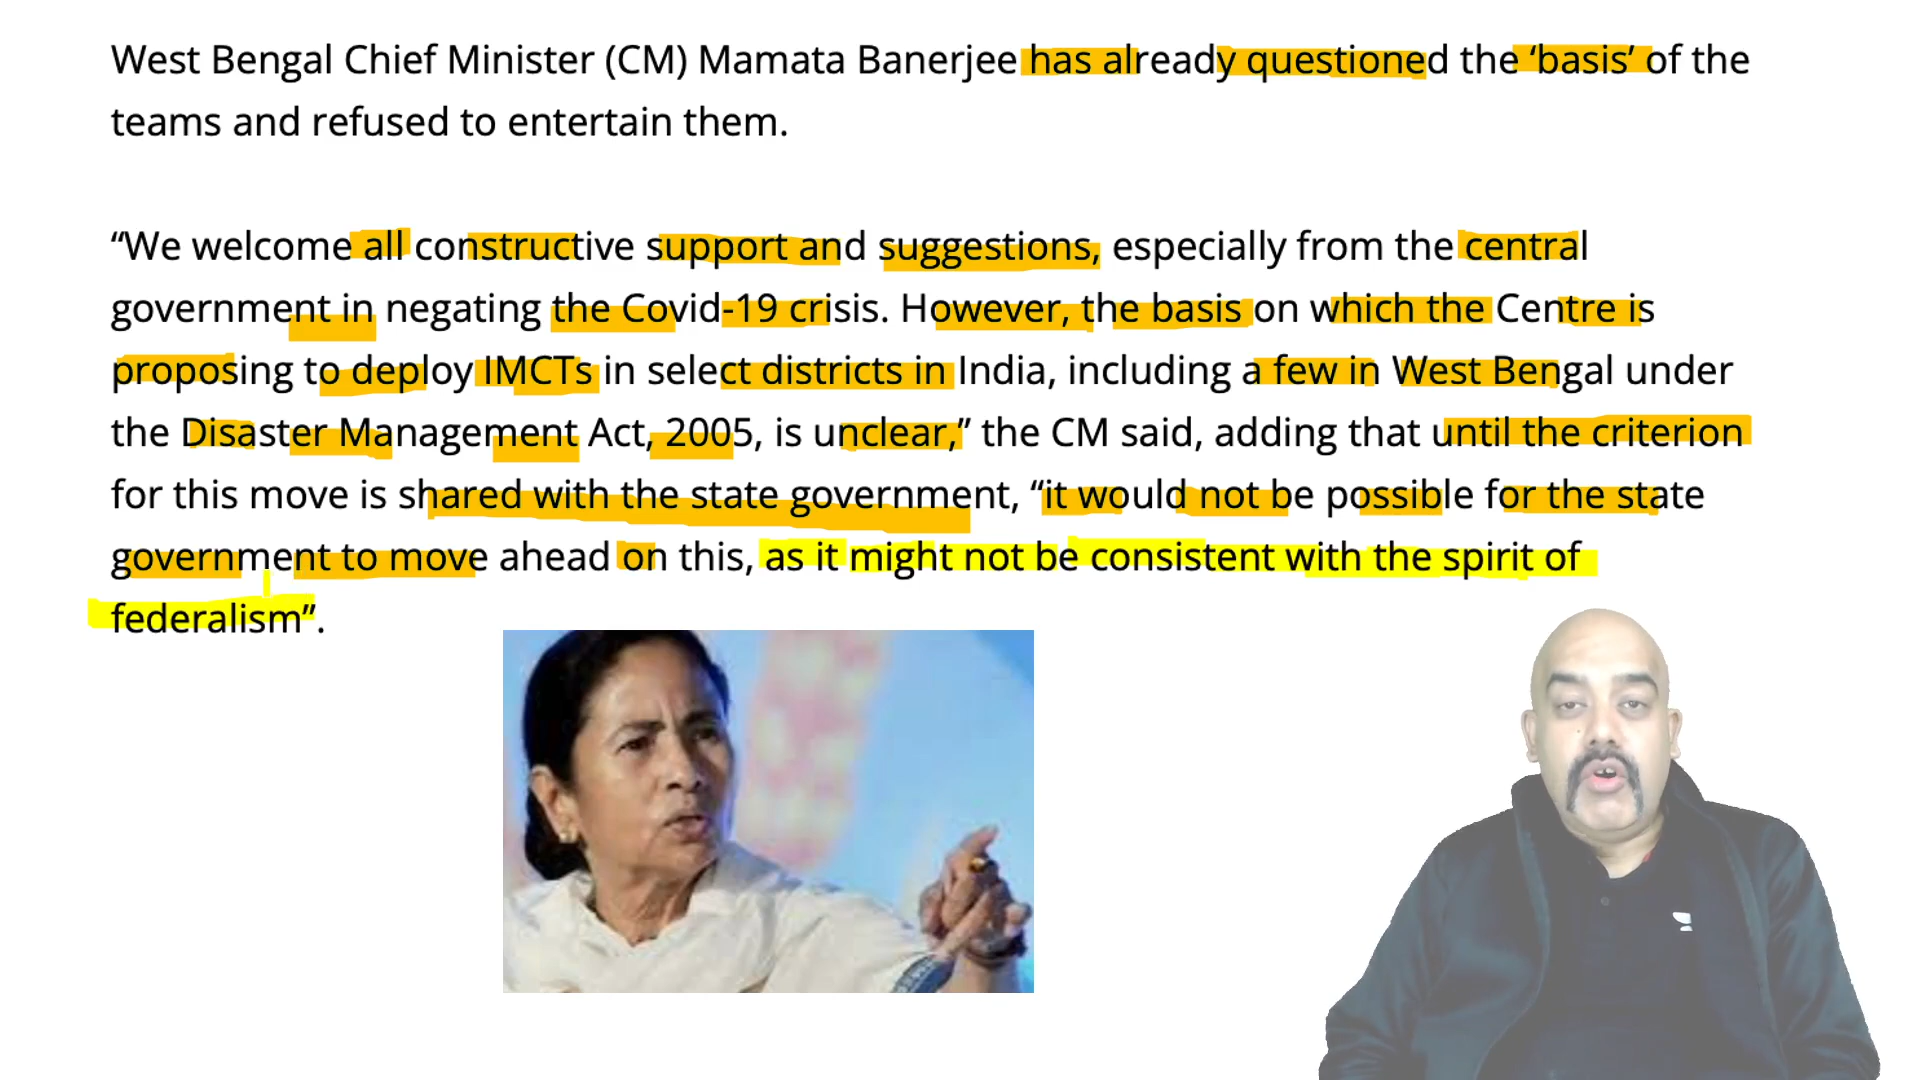 West Bengal Chief Minister (CM) Mamata Banerjee has already questioned the ‘basis’ of the
teams and refused to entertain them.
“We welcome all constructive support and suggestions, especially from the central
government in negating the Covid-19 crisis. However, the basis on which the Centre is
proposing to deploy IMCTs in select districts in India, including a few in West Bengal under
the Disaster Management Act, 2005, is unclear,” the CM said, adding that until the criterion
for this move is shared with the state government, “it would not be possible for the state
government to move ahead on this, as it might not be consistent with the spirit of
federalism”.